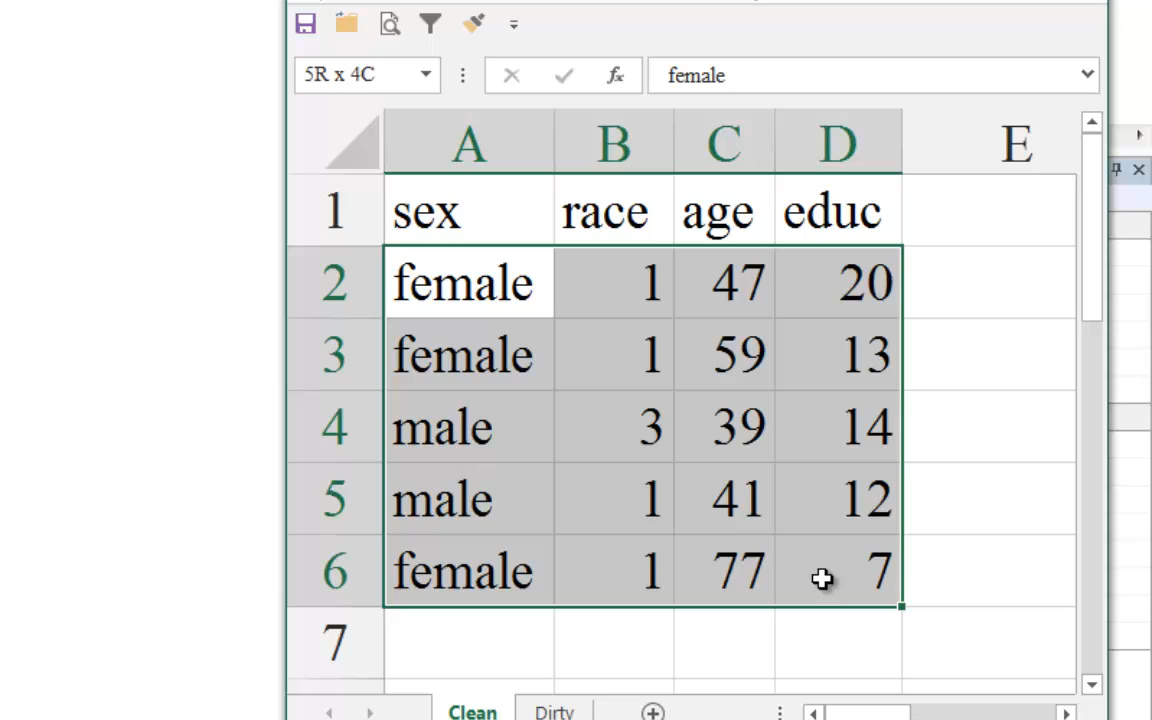 5R x 4C fx female
A B C D E
1 sex race age educ
2 female 1 47 20
3 female 1 59 13
4 male 3 39 14
5 male 1 41 12
6 female 1 77 7
7
Clean Dirty